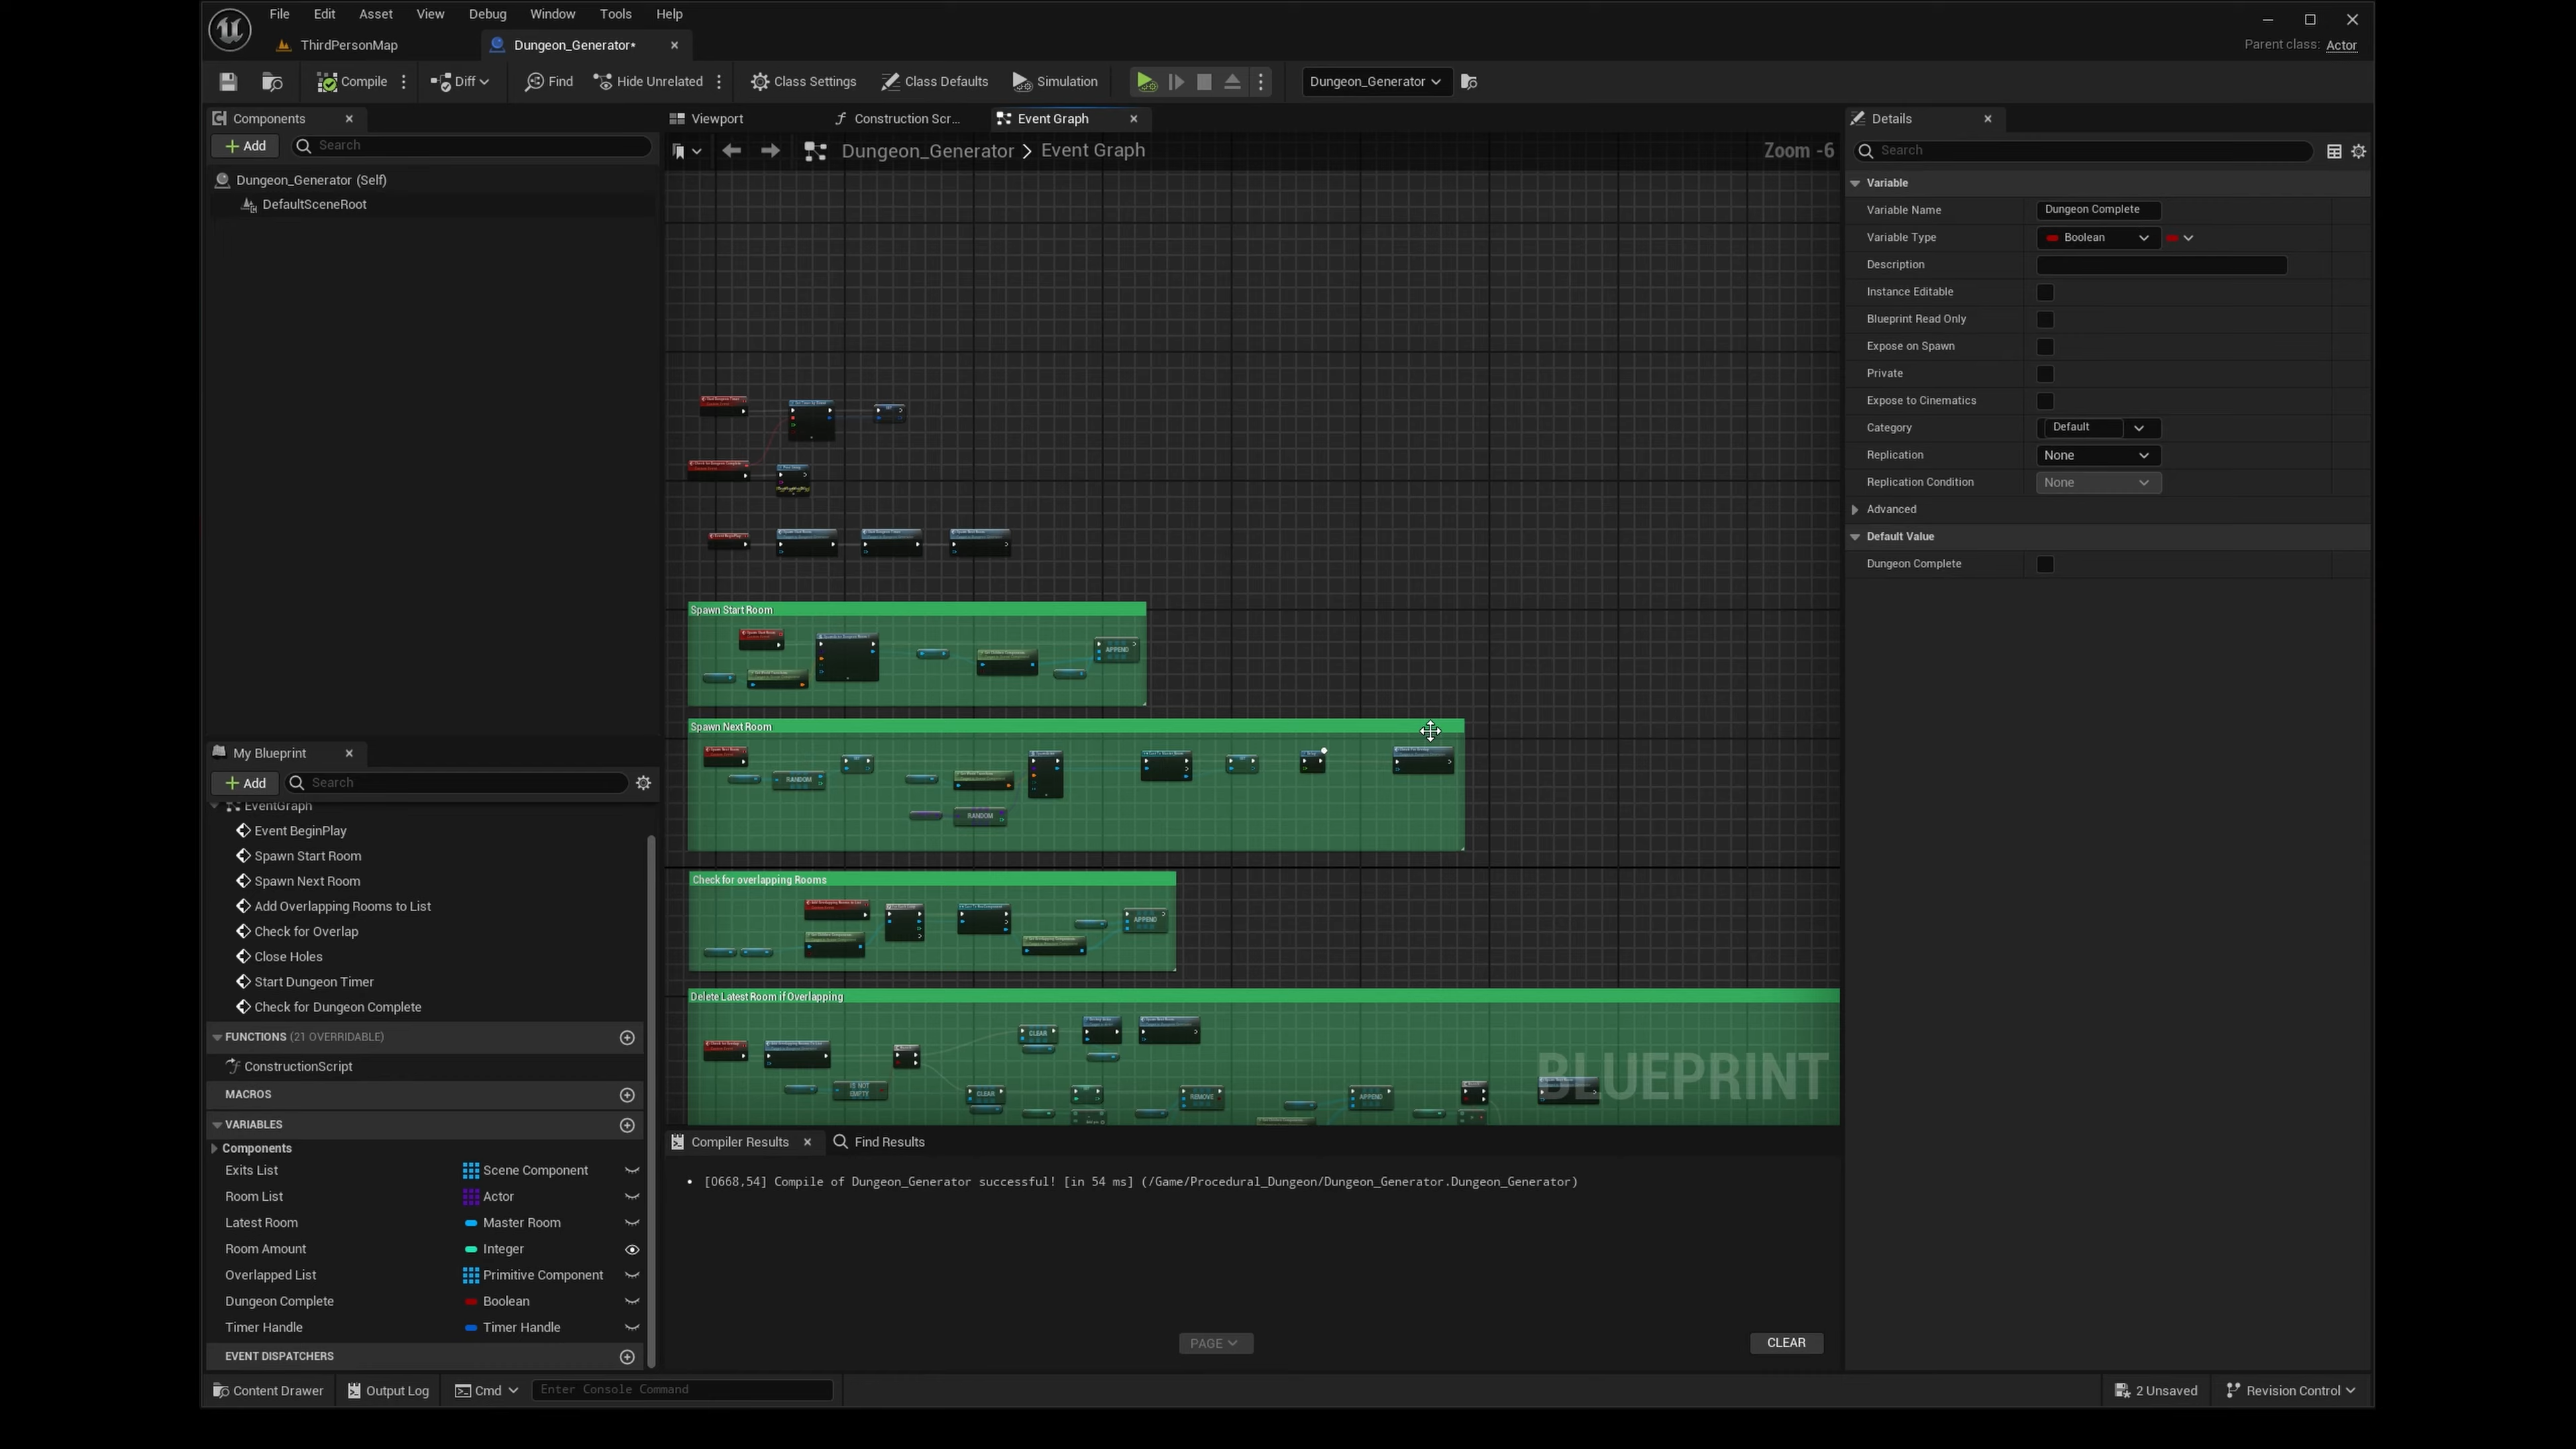 File Edit Asset View Debug Window Tools Help
ThirdPersonMap
Dungeon_Generator*
Parent class: Actor
Compile
Diff
Find
Hide Unrelated
Class Settings
Class Defaults
Simulation
Dungeon_Generator
Components
Add
Search
Dungeon_Generator (Self)
DefaultSceneRoot
Viewport
Construction Scr...
Event Graph
Dungeon_Generator > Event Graph
Zoom -6
Spawn Start Room
APPEND
Spawn Next Room
RANDOM
RANDOM
Check for overlapping Rooms
APPEND
Delete Latest Room if Overlapping
CLEAR
IS NOT EMPTY
CLEAR
REMOVE
APPEND
BLUEPRINT
My Blueprint
Add
Search
EventGraph
Event BeginPlay
Spawn Start Room
Spawn Next Room
Add Overlapping Rooms to List
Check for Overlap
Close Holes
Start Dungeon Timer
Check for Dungeon Complete
FUNCTIONS (21 OVERRIDABLE)
ConstructionScript
MACROS
VARIABLES
Components
Exits List Scene Component
Room List Actor
Latest Room Master Room
Room Amount Integer
Overlapped List Primitive Component
Dungeon Complete Boolean
Timer Handle Timer Handle
EVENT DISPATCHERS
Compiler Results
Find Results
• [0668,54] Compile of Dungeon_Generator successful! [in 54 ms] (/Game/Procedural_Dungeon/Dungeon_Generator.Dungeon_Generator)
PAGE
CLEAR
Details
Search
Variable
Variable Name Dungeon Complete
Variable Type Boolean
Description
Instance Editable
Blueprint Read Only
Expose on Spawn
Private
Expose to Cinematics
Category Default
Replication None
Replication Condition None
Advanced
Default Value
Dungeon Complete
Content Drawer
Output Log
Cmd
Enter Console Command
2 Unsaved
Revision Control